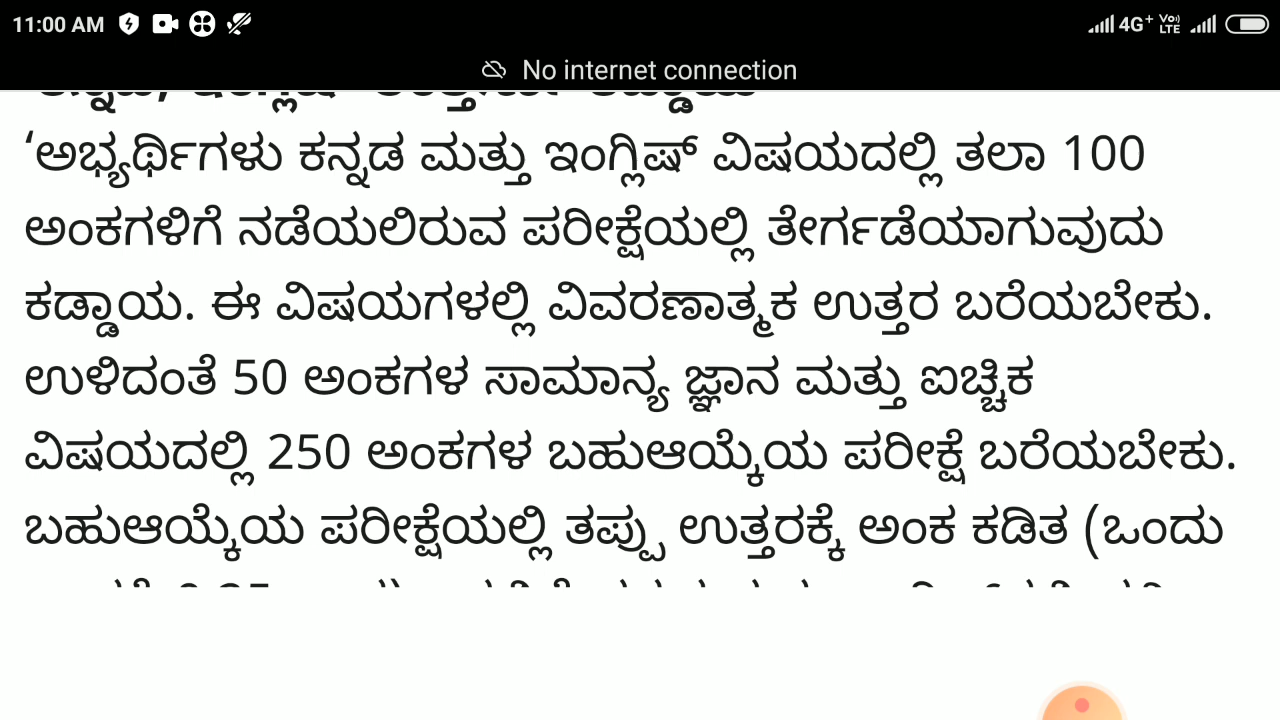 11:00 AM 4G+ Vo) LTE
No internet connection
‘ಅಭ್ಯರ್ಥಿಗಳು ಕನ್ನಡ ಮತ್ತು ಇಂಗ್ಲಿಷ್ ವಿಷಯದಲ್ಲಿ ತಲಾ 100
ಅಂಕಗಳಿಗೆ ನಡೆಯಲಿರುವ ಪರೀಕ್ಷೆಯಲ್ಲಿ ತೇರ್ಗಡೆಯಾಗುವುದು
ಕಡ್ಡಾಯ. ಈ ವಿಷಯಗಳಲ್ಲಿ ವಿವರಣಾತ್ಮಕ ಉತ್ತರ ಬರೆಯಬೇಕು.
ಉಳಿದಂತೆ 50 ಅಂಕಗಳ ಸಾಮಾನ್ಯ ಜ್ಞಾನ ಮತ್ತು ಐಚ್ಚಿಕ
ವಿಷಯದಲ್ಲಿ 250 ಅಂಕಗಳ ಬಹುಆಯ್ಕೆಯ ಪರೀಕ್ಷೆ ಬರೆಯಬೇಕು.
ಬಹುಆಯ್ಕೆಯ ಪರೀಕ್ಷೆಯಲ್ಲಿ ತಪ್ಪು ಉತ್ತರಕ್ಕೆ ಅಂಕ ಕಡಿತ (ಒಂದು